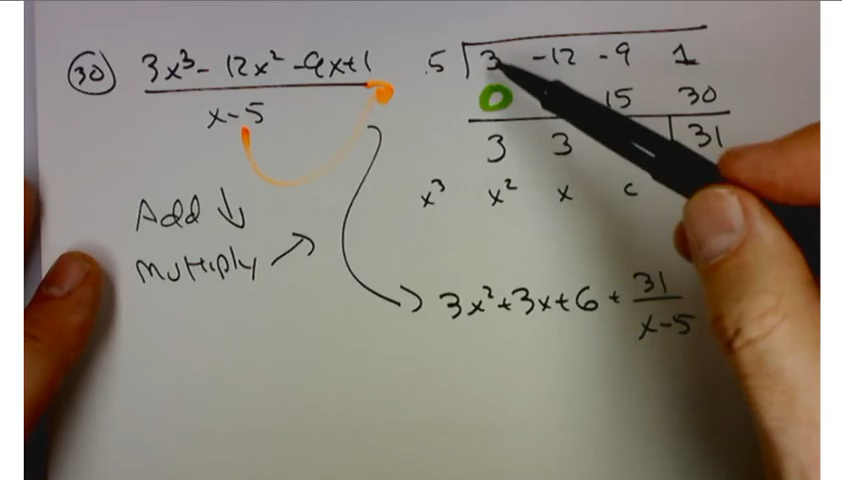 30 3x³ - 12x² - 9x + 1
x - 5
5 3 -12 -9 1
0 15 30
3 3 31
x³ x² x c
Add ↓
Multiply ↗
3x² + 3x + 6 + 31
x - 5